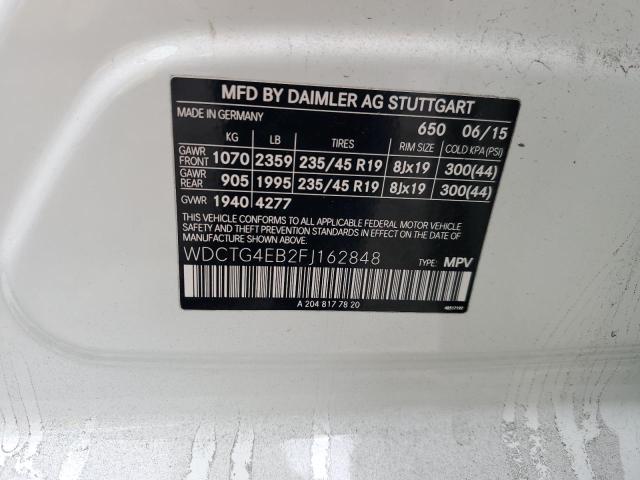 MFD BY DAIMLER AG STUTTGART
MADE IN GERMANY 650 06/15
KG LB TIRES RIM SIZE COLD KPA (PSI)
GAWR FRONT 1070 2359 235/45 R19 8Jx19 300(44)
GAWR REAR 905 1995 235/45 R19 8Jx19 300(44)
GVWR 1940 4277
THIS VEHICLE CONFORMS TO ALL APPLICABLE FEDERAL MOTOR VEHICLE
SAFETY AND THEFT PREVENTION STANDARDS IN EFFECT ON THE DATE
OF MANUFACTURE SHOWN ABOVE.
WDCTG4EB2FJ162848 TYPE: MPV
A 204 817 78 20